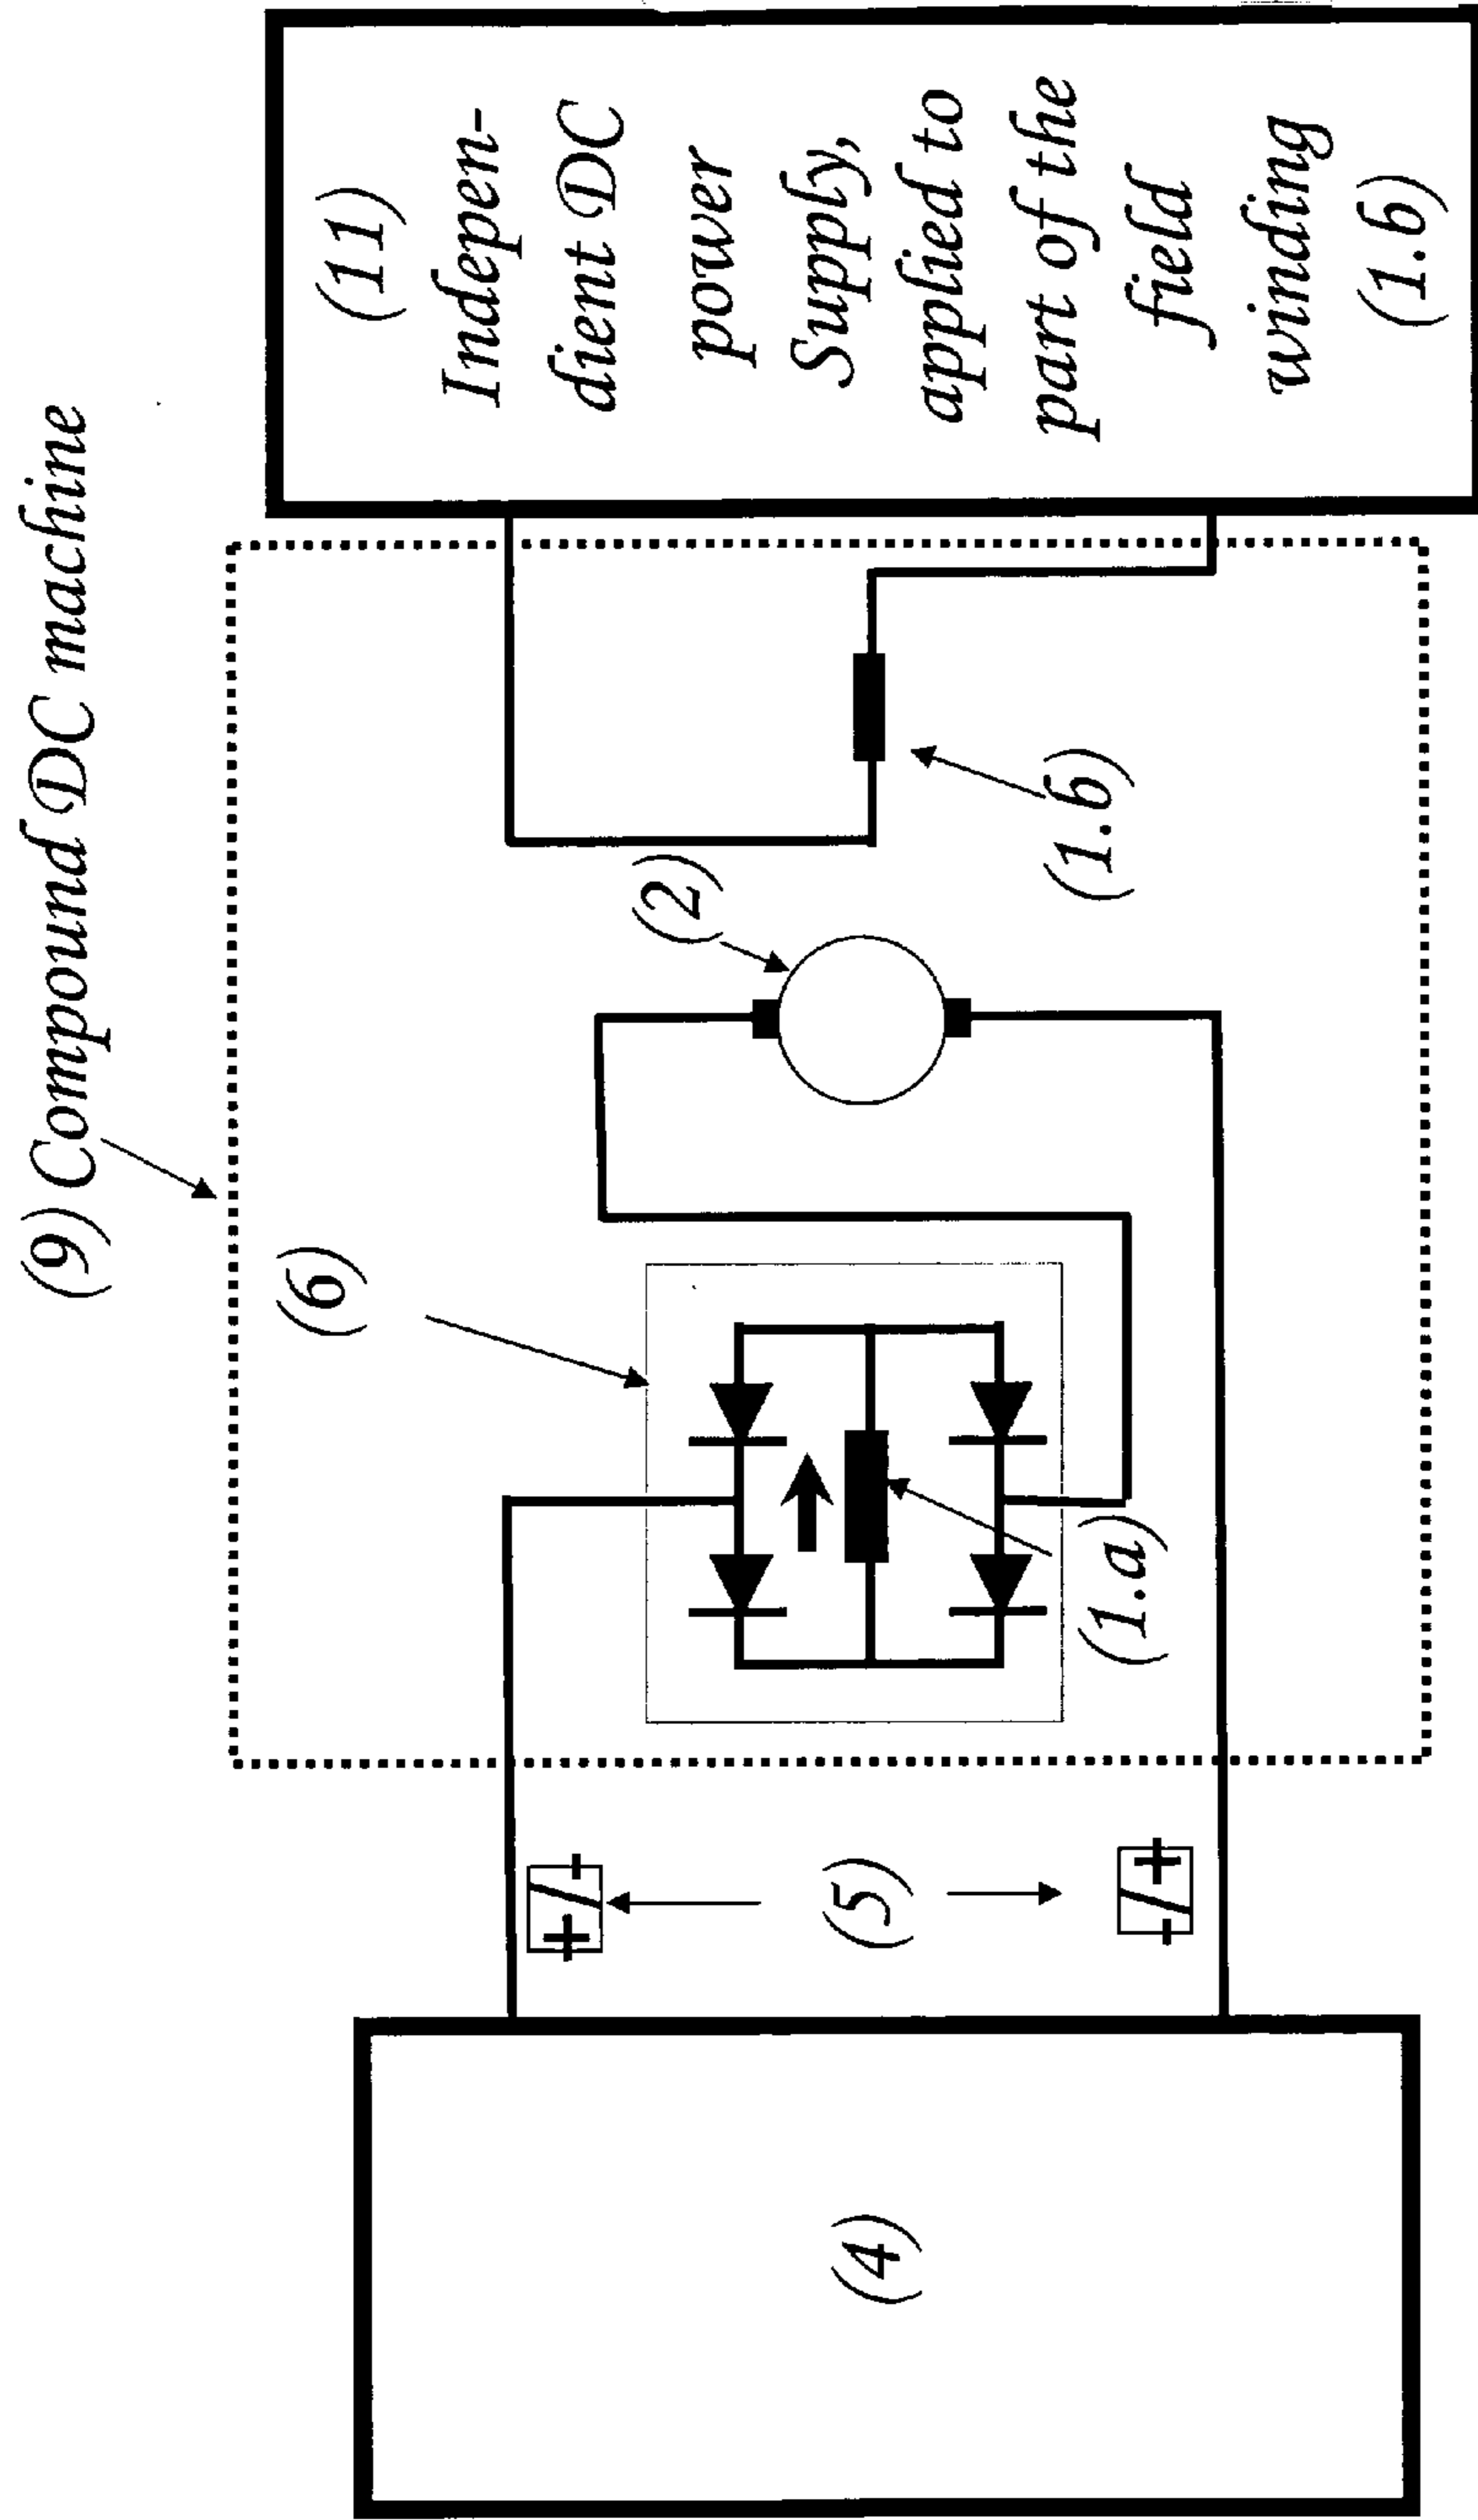 (9) Compound DC machine
(11)
Indepen-
dient DC
power
Supply,
applied to
part of the
field
winding
(1.b)
(6)
(2)
(1.b)
(1.a)
+/-
(5)
-/+
(4)